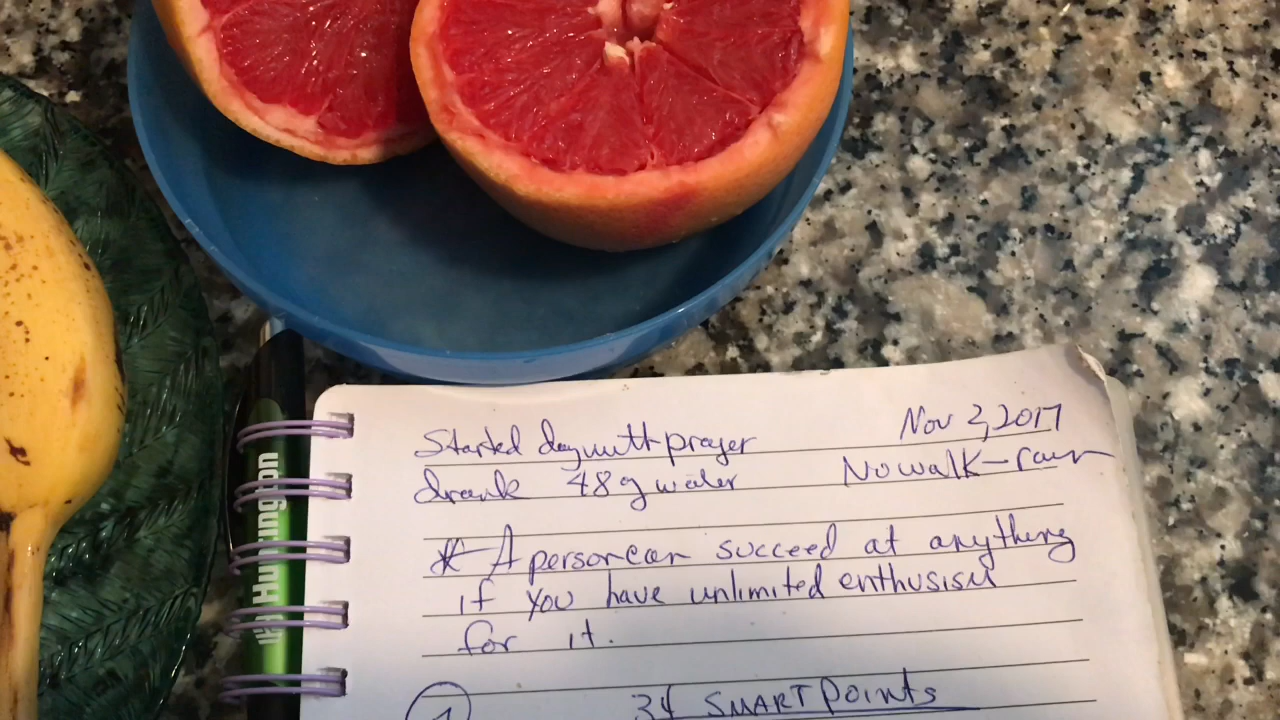 Started day with prayer Nov 2, 2017
drank 48 oz water No walk - rain
* A person can succeed at anything
if you have unlimited enthusism
for it.
1 34 SMART POINTS
Huntington